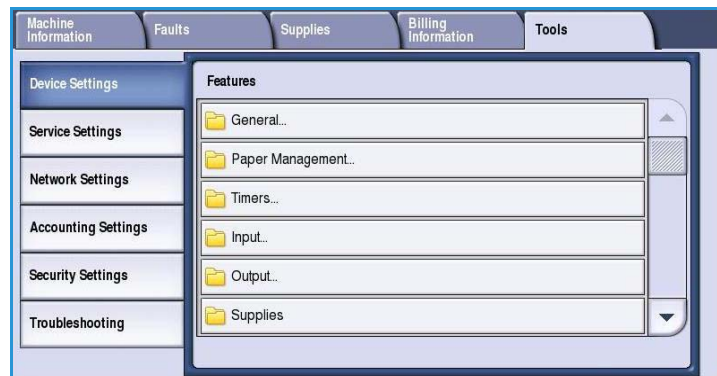 Machine
Information
Faults
Supplies
Billing
Information
Tools
Device Settings
Service Settings
Network Settings
Accounting Settings
Security Settings
Troubleshooting
Features
General...
Paper Management...
Timers...
Input...
Output...
Supplies